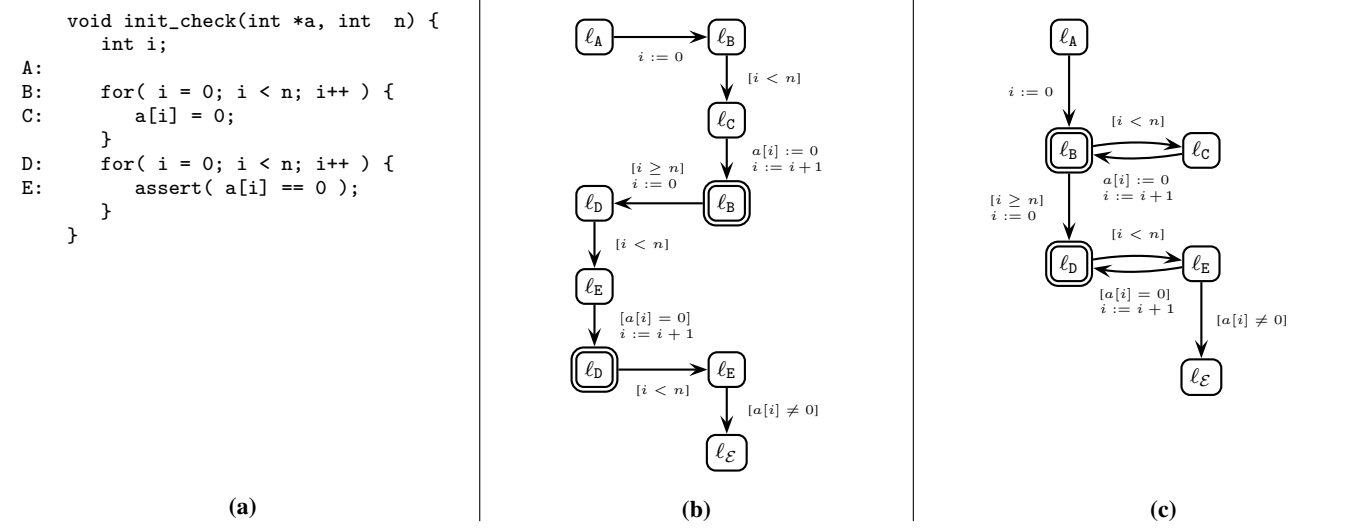 void init_check(int *a, int  n) {
int i;
A:
B: for( i = 0; i < n; i++ ) {
C: a[i] = 0;
}
D: for( i = 0; i < n; i++ ) {
E: assert( a[i] == 0 );
}
}
(a)
ℓA
i := 0
ℓB
[i < n]
ℓC
a[i] := 0
i := i + 1
ℓB
[i ≥ n]
i := 0
ℓD
[i < n]
ℓE
[a[i] = 0]
i := i + 1
ℓD
[i < n]
ℓE
[a[i] ≠ 0]
ℓℰ
(b)
ℓA
i := 0
ℓB
[i < n]
ℓC
a[i] := 0
i := i + 1
[i ≥ n]
i := 0
ℓD
[i < n]
ℓE
[a[i] = 0]
i := i + 1
[a[i] ≠ 0]
ℓℰ
(c)